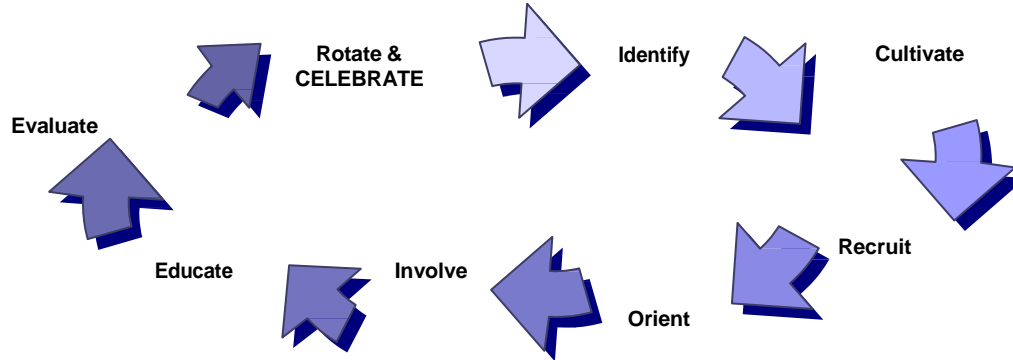 Rotate &
CELEBRATE
Identify
Cultivate
Recruit
Orient
Involve
Educate
Evaluate